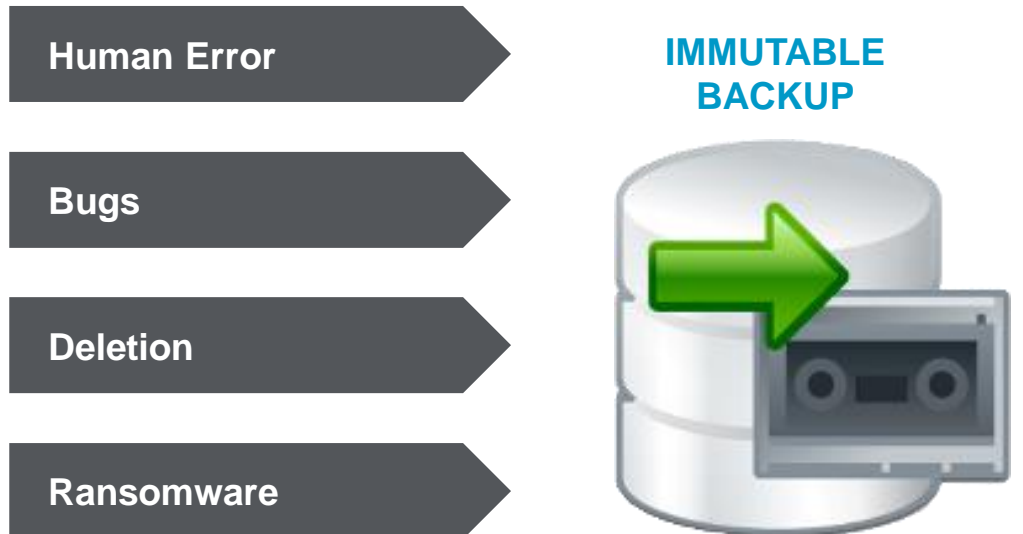 Human Error
IMMUTABLE
BACKUP
Bugs
Deletion
Ransomware